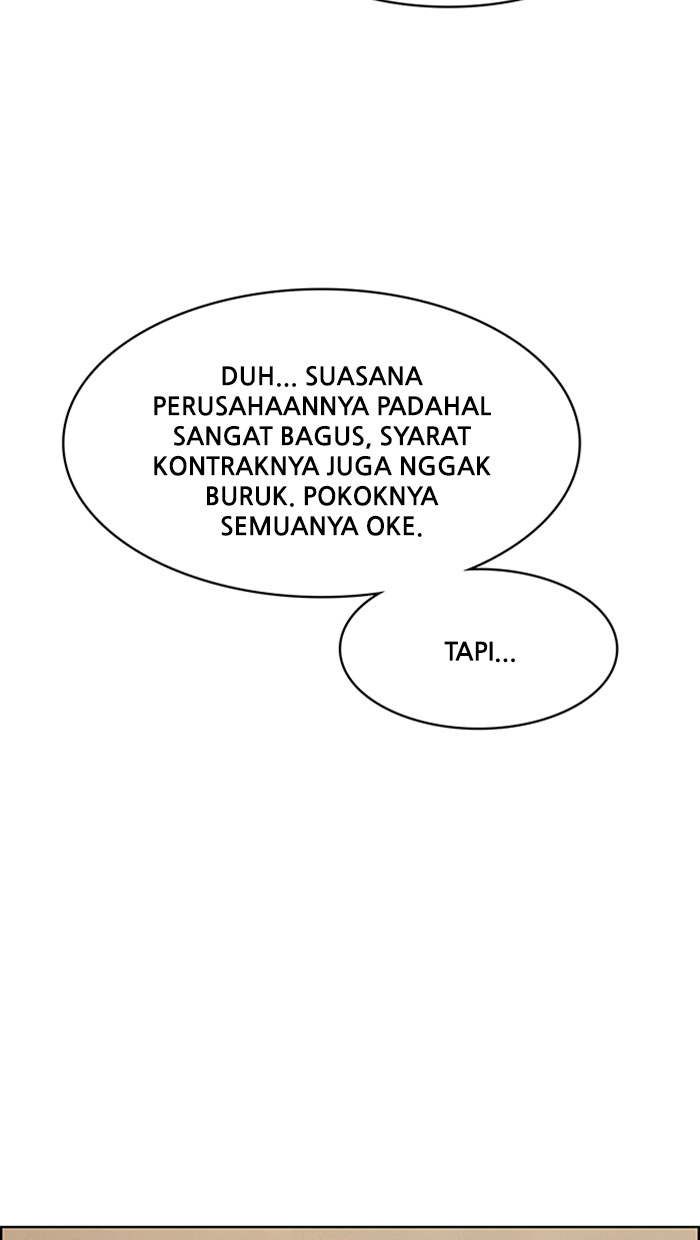 DUH... SUASANA
PERUSAHAANNYA PADAHAL
SANGAT BAGUS, SYARAT
KONTRAKNYA JUGA NGGAK
BURUK. POKOKNYA
SEMUANYA OKE.
TAPI...